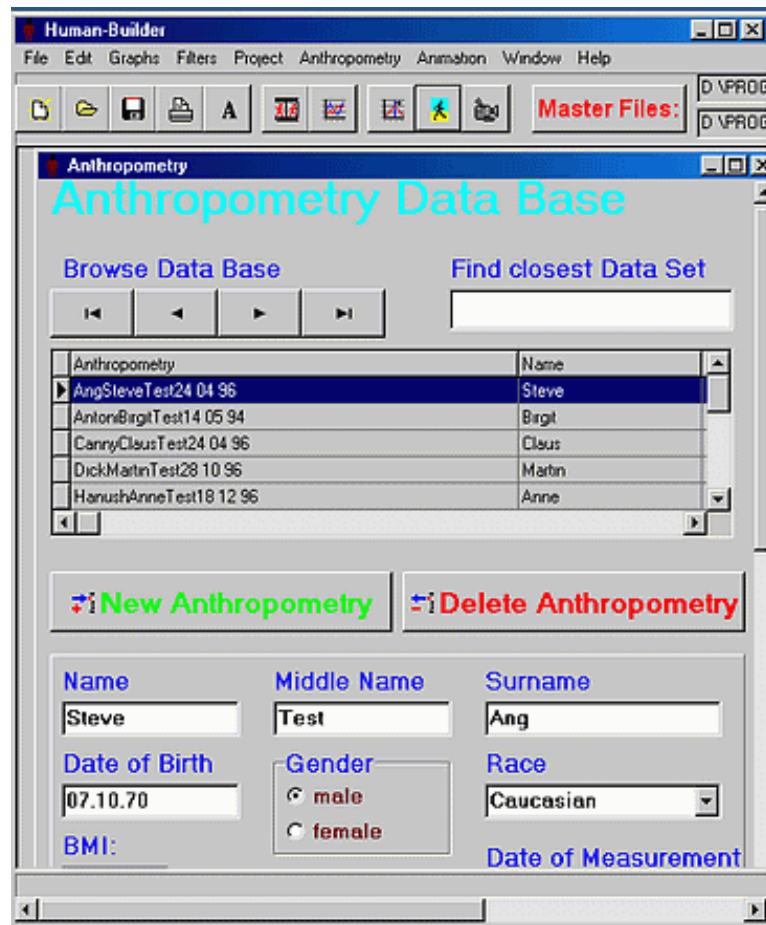 Human-Builder
File Edit Graphs Filters Project Anthropometry Animation Window Help
A Master Files: D:\PROG
D:\PROG
Anthropometry
Anthropometry Data Base
Browse Data Base Find closest Data Set
Anthropometry Name
AngSteveTest24 04 96 Steve
AntoniBirgitTest14 05 94 Birgit
CannyClausTest24 04 96 Claus
DickMartinTest28 10 96 Martin
HanushAnneTest18 12 96 Anne
New Anthropometry Delete Anthropometry
Name Middle Name Surname
Steve Test Ang
Date of Birth Gender Race
07.10.70 male Caucasian
female
BMI: Date of Measurement